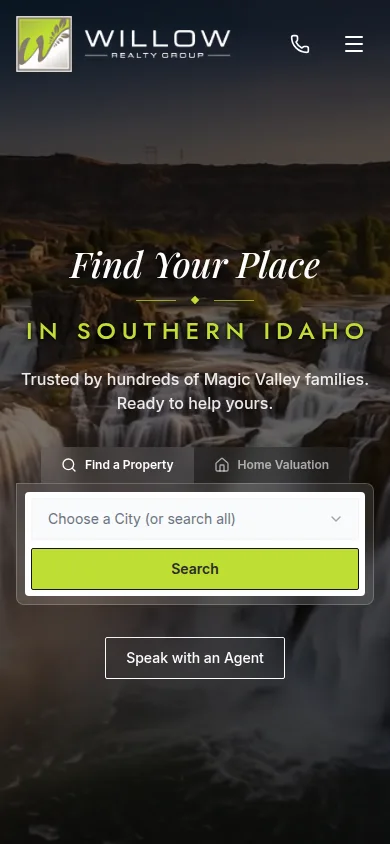 WILLOW
REALTY GROUP
Find Your Place
IN SOUTHERN IDAHO
Trusted by hundreds of Magic Valley families.
Ready to help yours.
Find a Property
Home Valuation
Choose a City (or search all)
Search
Speak with an Agent